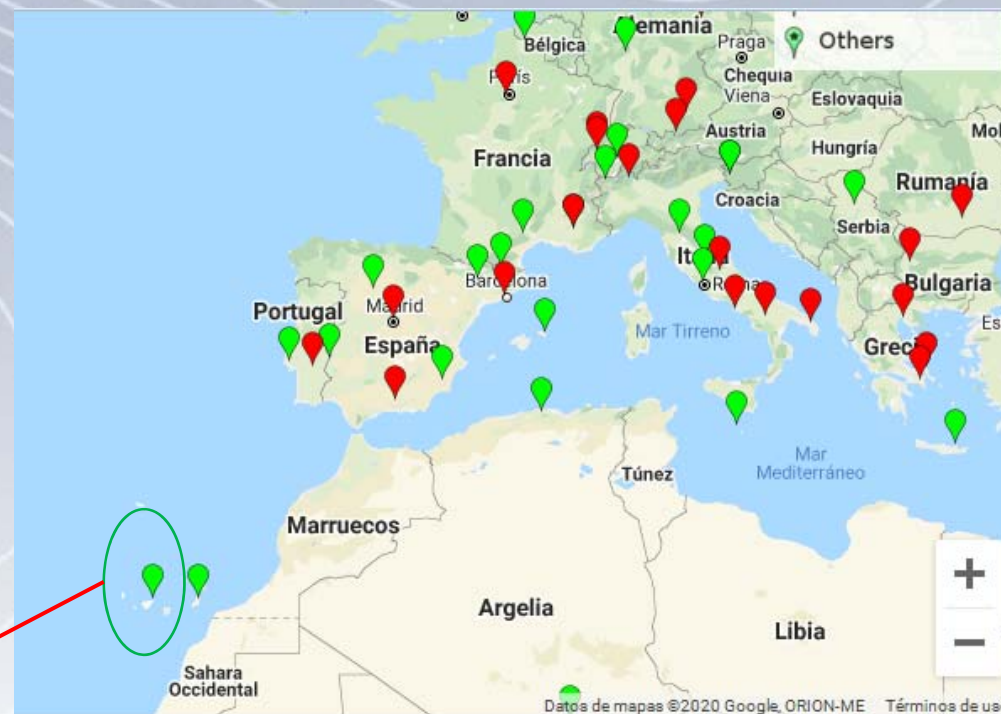 Alemania
Bélgica
Praga
Others
París
Chequia
Viena
Eslovaquia
Austria
Mol
Francia
Hungría
Rumanía
Croacia
Serbia
Italia
Barcelona
Roma
Bulgaria
Portugal
Madrid
España
Mar Tirreno
Grecia
Es
Mar
Mediterráneo
Túnez
Marruecos
+
Argelia
Libia
−
Sahara
Occidental
Datos de mapas ©2020 Google, ORION-ME Términos de uso